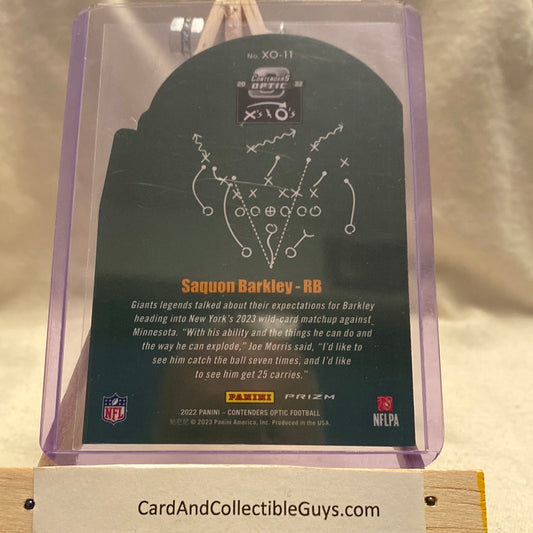 No. XO-11
CONTENDERS
20 OPTIC 22
X's & O's
Saquon Barkley - RB
Giants legends talked about their expectations for Barkley
heading into New York's 2023 wild-card matchup against
Minnesota. "With his ability and the things he can do and
the way he can explode," Joe Morris said, "I'd like to
see him catch the ball seven times, and I'd like
to see him get 25 carries."
PANINI PRIZM
NFL
NFLPA
2022 PANINI - CONTENDERS OPTIC FOOTBALL
© 2023 Panini America, Inc. Produced in the USA.
CardAndCollectibleGuys.com